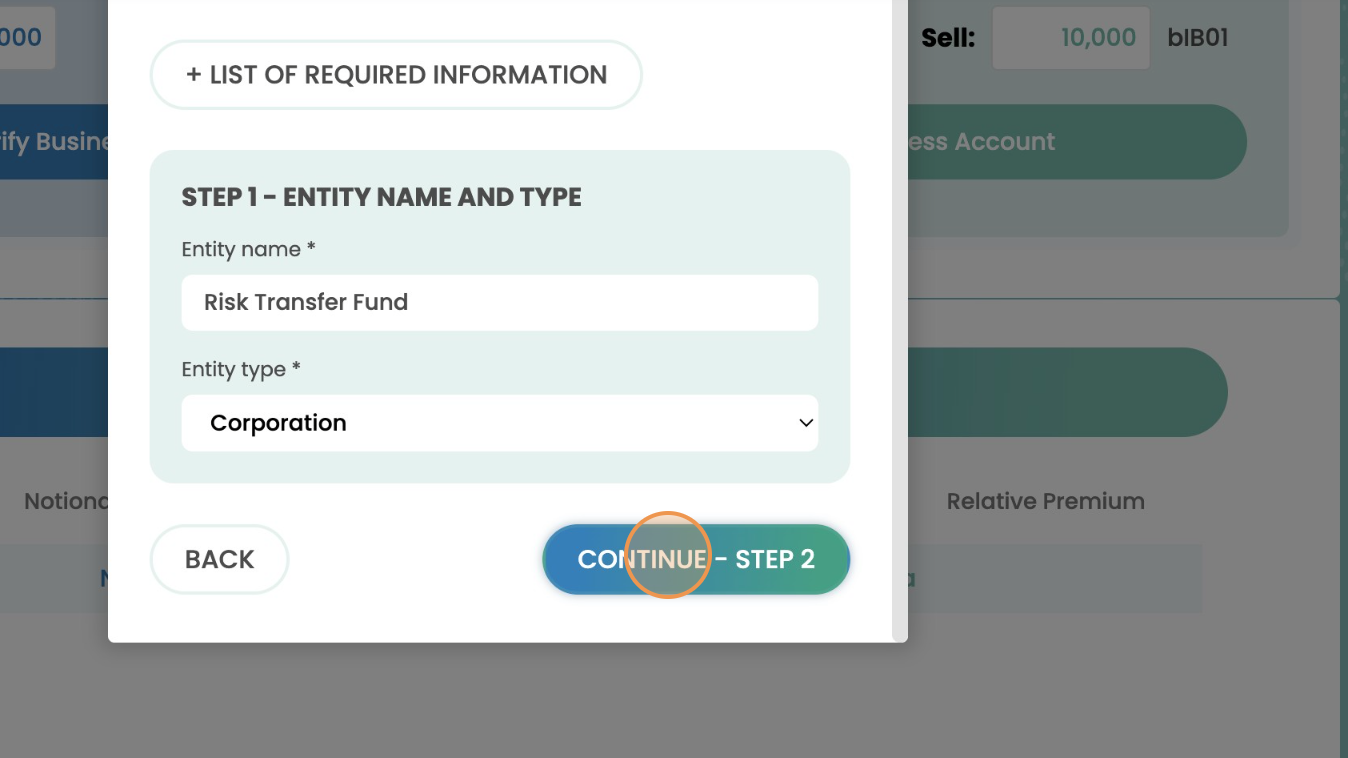 000
Sell: 10,000 bIB01
+ LIST OF REQUIRED INFORMATION
ify Busine
ess Account
STEP 1 - ENTITY NAME AND TYPE
Entity name *
Risk Transfer Fund
Entity type *
Corporation
Notiona
Relative Premium
BACK
CONTINUE - STEP 2